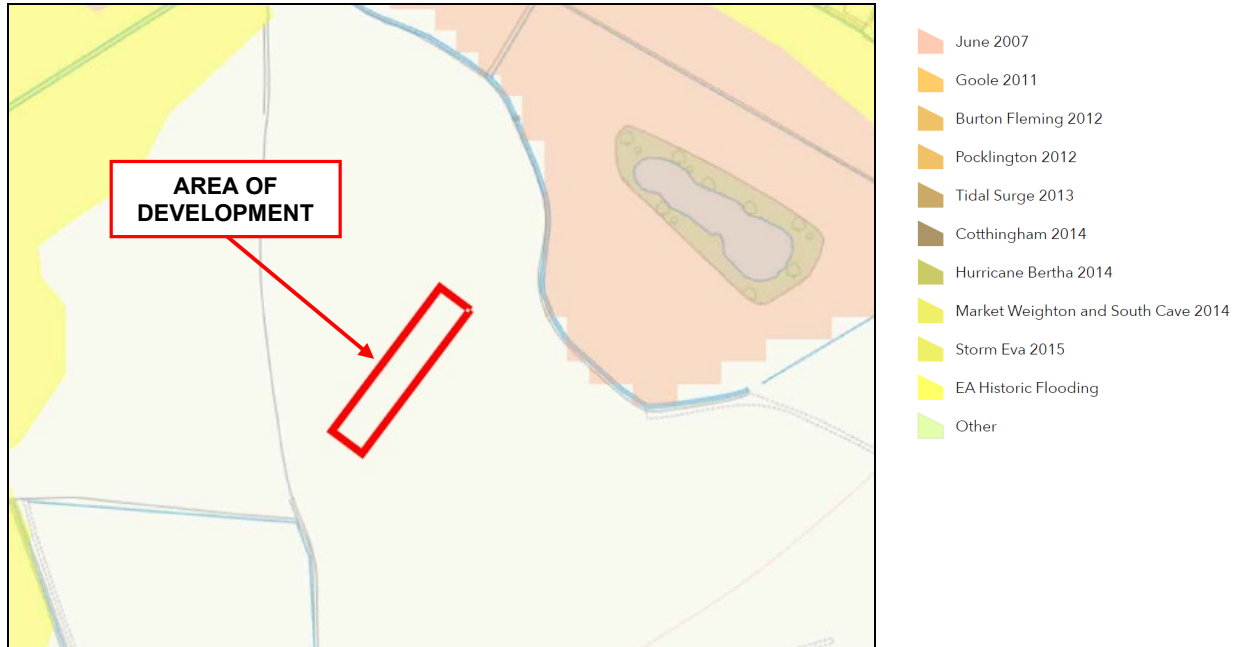 AREA OF
DEVELOPMENT
June 2007
Goole 2011
Burton Fleming 2012
Pocklington 2012
Tidal Surge 2013
Cotthingham 2014
Hurricane Bertha 2014
Market Weighton and South Cave 2014
Storm Eva 2015
EA Historic Flooding
Other